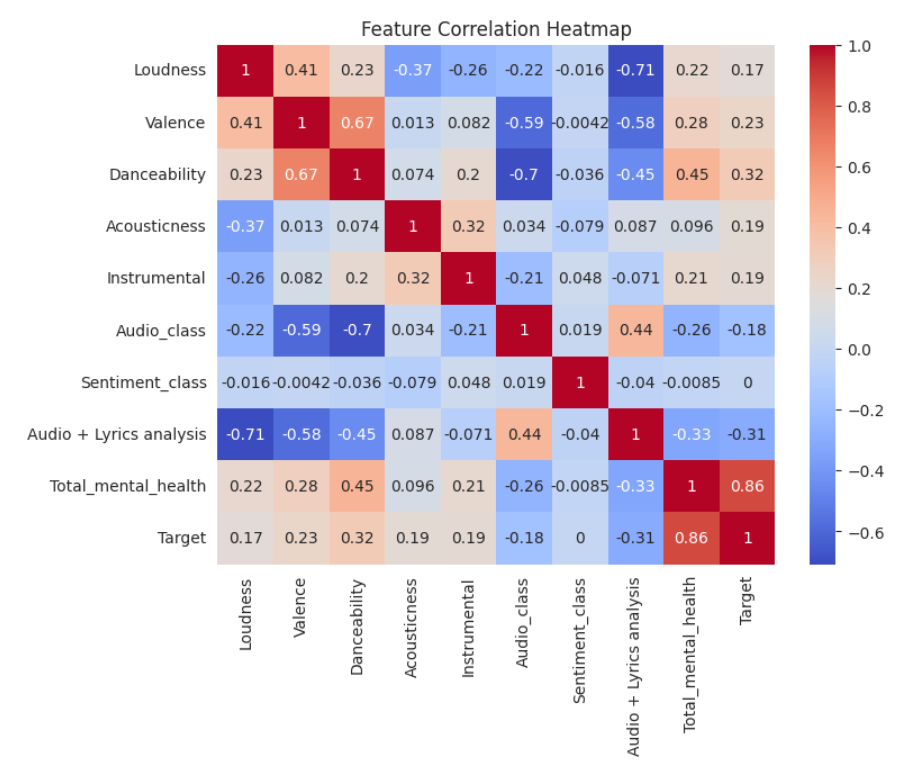 Feature Correlation Heatmap
Loudness 1 0.41 0.23 -0.37 -0.26 -0.22 -0.016 -0.71 0.22 0.17
Valence 0.41 1 0.67 0.013 0.082 -0.59 -0.0042 -0.58 0.28 0.23
Danceability 0.23 0.67 1 0.074 0.2 -0.7 -0.036 -0.45 0.45 0.32
Acousticness -0.37 0.013 0.074 1 0.32 0.034 -0.079 0.087 0.096 0.19
Instrumental -0.26 0.082 0.2 0.32 1 -0.21 0.048 -0.071 0.21 0.19
Audio_class -0.22 -0.59 -0.7 0.034 -0.21 1 0.019 0.44 -0.26 -0.18
Sentiment_class -0.016 -0.0042 -0.036 -0.079 0.048 0.019 1 -0.04 -0.0085 0
Audio + Lyrics analysis -0.71 -0.58 -0.45 0.087 -0.071 0.44 -0.04 1 -0.33 -0.31
Total_mental_health 0.22 0.28 0.45 0.096 0.21 -0.26 -0.0085 -0.33 1 0.86
Target 0.17 0.23 0.32 0.19 0.19 -0.18 0 -0.31 0.86 1
Loudness
Valence
Danceability
Acousticness
Instrumental
Audio_class
Sentiment_class
Audio + Lyrics analysis
Total_mental_health
Target
1.0
0.8
0.6
0.4
0.2
0.0
−0.2
−0.4
−0.6